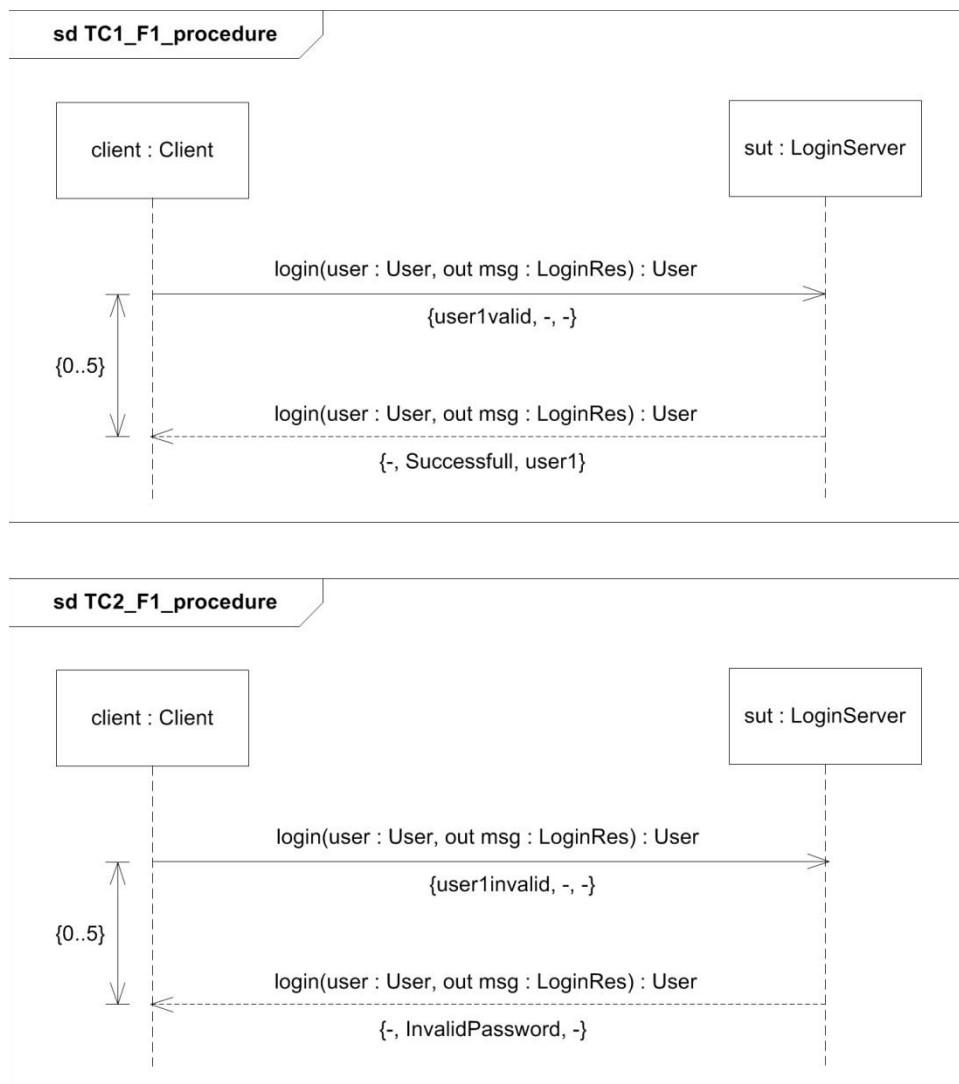 sd TC1_F1_procedure
client : Client
sut : LoginServer
login(user : User, out msg : LoginRes) : User
{user1valid, -, -}
{0..5}
login(user : User, out msg : LoginRes) : User
{-, Successfull, user1}
sd TC2_F1_procedure
client : Client
sut : LoginServer
login(user : User, out msg : LoginRes) : User
{user1invalid, -, -}
{0..5}
login(user : User, out msg : LoginRes) : User
{-, InvalidPassword, -}